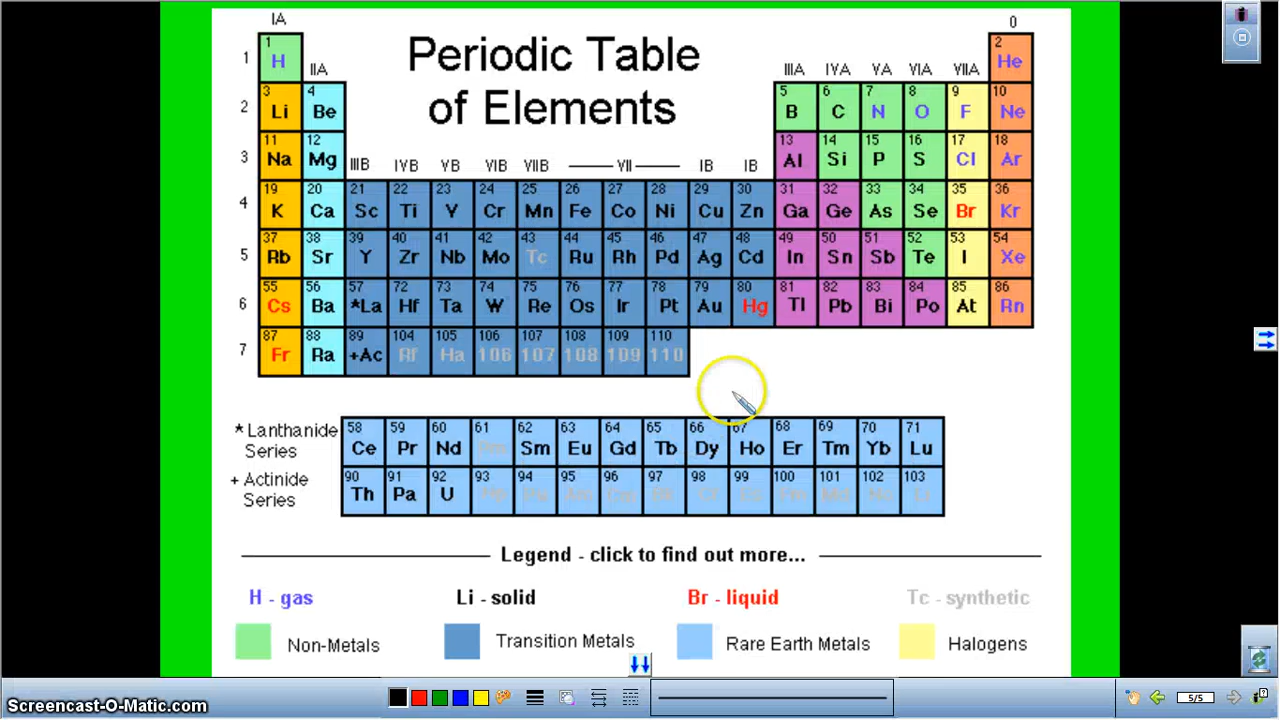 IA
0
1
1
H
IIA
Periodic Table
of Elements
IIIA IVA VA VIA VIIA
2
He
2
3
Li
4
Be
5
B
6
C
7
N
8
O
9
F
10
Ne
3
11
Na
12
Mg
IIIB IVB VB VIB VIIB VII IB IB
13
Al
14
Si
15
P
16
S
17
Cl
18
Ar
4
19
K
20
Ca
21
Sc
22
Ti
23
V
24
Cr
25
Mn
26
Fe
27
Co
28
Ni
29
Cu
30
Zn
31
Ga
32
Ge
33
As
34
Se
35
Br
36
Kr
5
37
Rb
38
Sr
39
Y
40
Zr
41
Nb
42
Mo
43
Tc
44
Ru
45
Rh
46
Pd
47
Ag
48
Cd
49
In
50
Sn
51
Sb
52
Te
53
I
54
Xe
6
55
Cs
56
Ba
57
*La
72
Hf
73
Ta
74
W
75
Re
76
Os
77
Ir
78
Pt
79
Au
80
Hg
81
Tl
82
Pb
83
Bi
84
Po
85
At
86
Rn
7
87
Fr
88
Ra
89
+Ac
104
Rf
105
Ha
106
106
107
107
108
108
109
109
110
110
* Lanthanide
Series
58
Ce
59
Pr
60
Nd
61
62
Sm
63
Eu
64
Gd
65
Tb
66
Dy
67
Ho
68
Er
69
Tm
70
Yb
71
Lu
+ Actinide
Series
90
Th
91
Pa
92
U
93
94
95
96
97
98
99
100
101
102
103
Legend - click to find out more...
H - gas Li - solid Br - liquid Tc - synthetic
Non-Metals Transition Metals Rare Earth Metals Halogens
Screencast-O-Matic.com
5/5